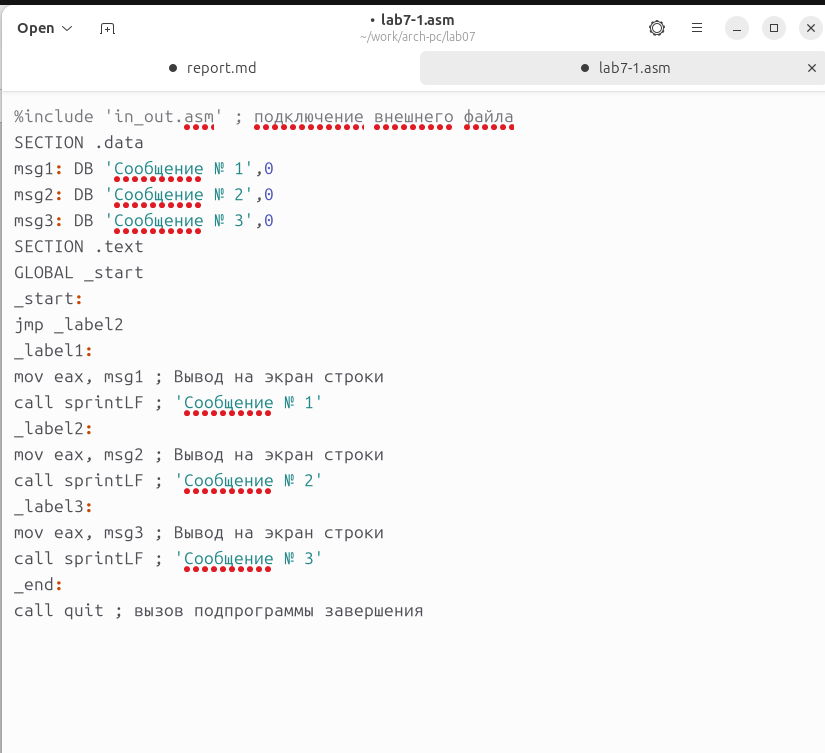 Open
• lab7-1.asm
~/work/arch-pc/lab07
report.md
lab7-1.asm
%include 'in_out.asm' ; подключение внешнего файла
SECTION .data
msg1: DB 'Сообщение № 1',0
msg2: DB 'Сообщение № 2',0
msg3: DB 'Сообщение № 3',0
SECTION .text
GLOBAL _start
_start:
jmp _label2
_label1:
mov eax, msg1 ; Вывод на экран строки
call sprintLF ; 'Сообщение № 1'
_label2:
mov eax, msg2 ; Вывод на экран строки
call sprintLF ; 'Сообщение № 2'
_label3:
mov eax, msg3 ; Вывод на экран строки
call sprintLF ; 'Сообщение № 3'
_end:
call quit ; вызов подпрограммы завершения